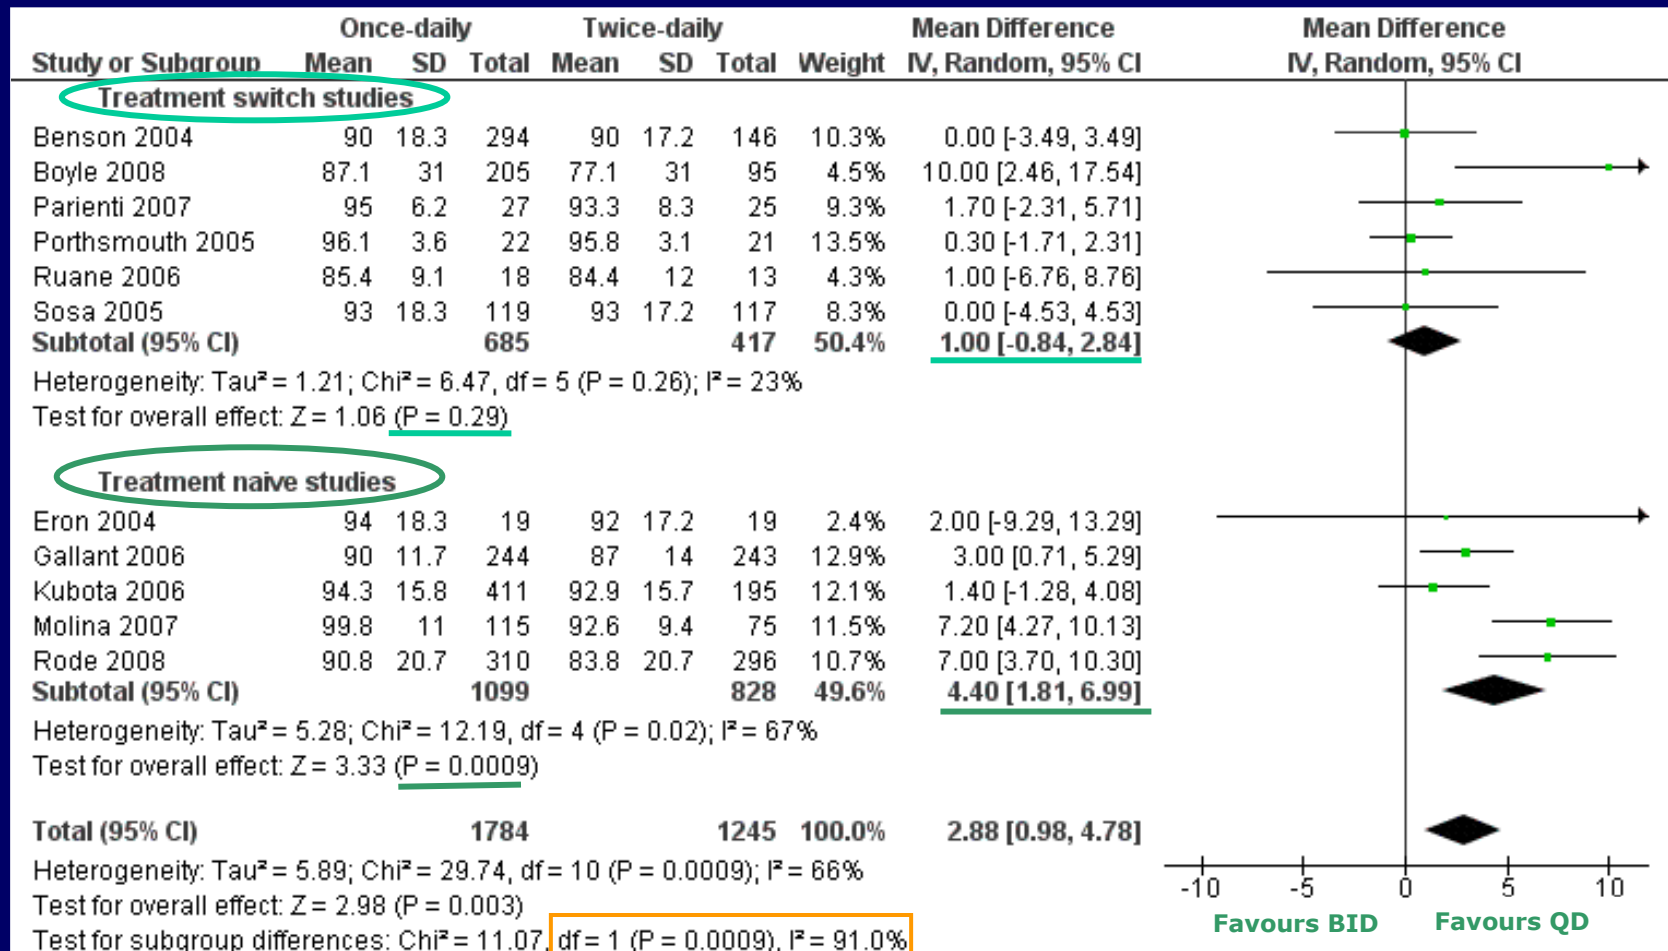 Once-daily Twice-daily Mean Difference Mean Difference
Study or Subgroup Mean SD Total Mean SD Total Weight IV, Random, 95% CI IV, Random, 95% CI
Treatment switch studies
Benson 2004 90 18.3 294 90 17.2 146 10.3% 0.00 [-3.49, 3.49]
Boyle 2008 87.1 31 205 77.1 31 95 4.5% 10.00 [2.46, 17.54]
Parienti 2007 95 6.2 27 93.3 8.3 25 9.3% 1.70 [-2.31, 5.71]
Porthsmouth 2005 96.1 3.6 22 95.8 3.1 21 13.5% 0.30 [-1.71, 2.31]
Ruane 2006 85.4 9.1 18 84.4 12 13 4.3% 1.00 [-6.76, 8.76]
Sosa 2005 93 18.3 119 93 17.2 117 8.3% 0.00 [-4.53, 4.53]
Subtotal (95% CI) 685 417 50.4% 1.00 [-0.84, 2.84]
Heterogeneity: Tau² = 1.21; Chi² = 6.47, df = 5 (P = 0.26); I² = 23%
Test for overall effect: Z = 1.06 (P = 0.29)
Treatment naive studies
Eron 2004 94 18.3 19 92 17.2 19 2.4% 2.00 [-9.29, 13.29]
Gallant 2006 90 11.7 244 87 14 243 12.9% 3.00 [0.71, 5.29]
Kubota 2006 94.3 15.8 411 92.9 15.7 195 12.1% 1.40 [-1.28, 4.08]
Molina 2007 99.8 11 115 92.6 9.4 75 11.5% 7.20 [4.27, 10.13]
Rode 2008 90.8 20.7 310 83.8 20.7 296 10.7% 7.00 [3.70, 10.30]
Subtotal (95% CI) 1099 828 49.6% 4.40 [1.81, 6.99]
Heterogeneity: Tau² = 5.28; Chi² = 12.19, df = 4 (P = 0.02); I² = 67%
Test for overall effect: Z = 3.33 (P = 0.0009)
Total (95% CI) 1784 1245 100.0% 2.88 [0.98, 4.78]
Heterogeneity: Tau² = 5.89; Chi² = 29.74, df = 10 (P = 0.0009); I² = 66%
Test for overall effect: Z = 2.98 (P = 0.003)
Test for subgroup differences: Chi² = 11.07, df = 1 (P = 0.0009), I² = 91.0%
-10 -5 0 5 10
Favours BID Favours QD